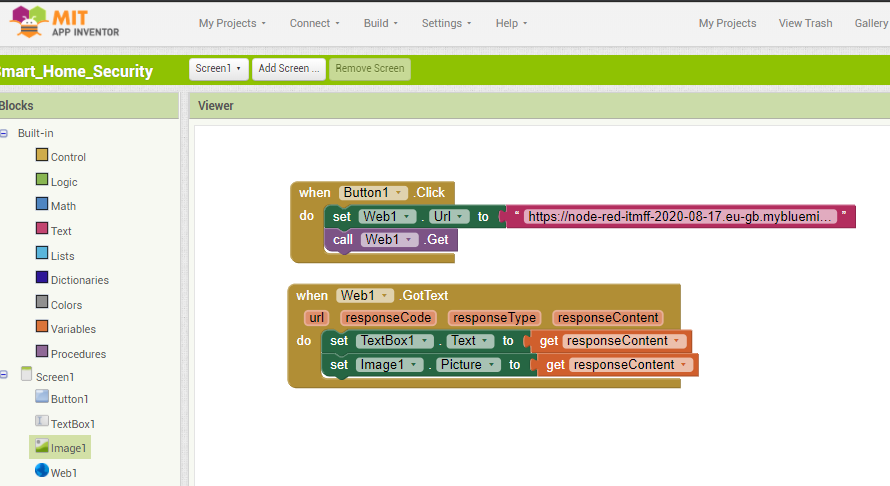 MIT
APP INVENTOR
My Projects
Connect
Build
Settings
Help
My Projects
View Trash
Gallery
Smart_Home_Security
Screen1
Add Screen ...
Remove Screen
Blocks
Viewer
Built-in
Control
Logic
Math
Text
Lists
Dictionaries
Colors
Variables
Procedures
Screen1
Button1
TextBox1
Image1
Web1
when Button1 .Click
do set Web1 . Url to “ https://node-red-itmff-2020-08-17.eu-gb.mybluemi... ”
call Web1 .Get
when Web1 .GotText
url responseCode responseType responseContent
do set TextBox1 . Text to get responseContent
set Image1 . Picture to get responseContent